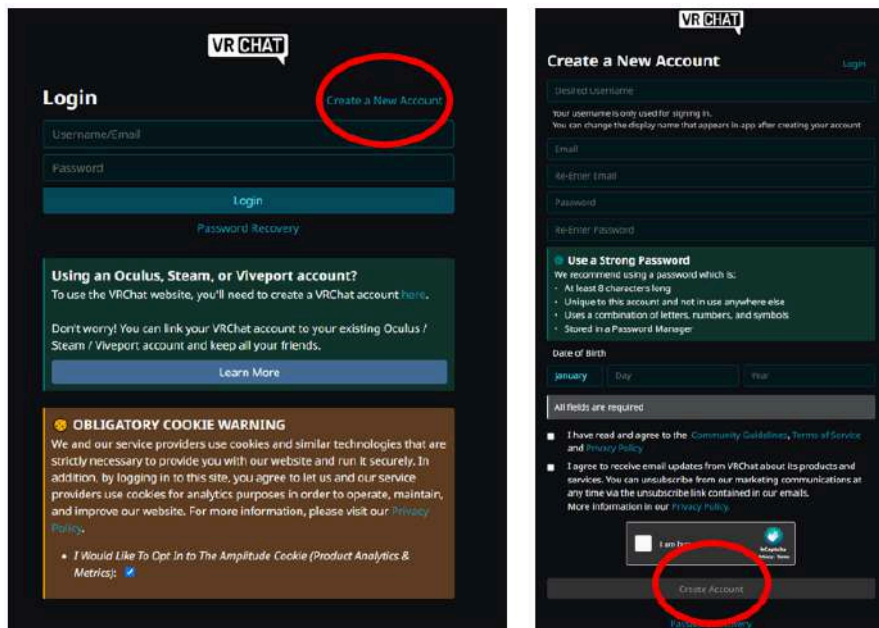 VRCHAT
Login
Create a New Account
Username/Email
Password
Login
Password Recovery
Using an Oculus, Steam, or Viveport account?
To use the VRChat website, you'll need to create a VRChat account here.
Don't worry! You can link your VRChat account to your existing Oculus /
Steam / Viveport account and keep all your friends.
Learn More
OBLIGATORY COOKIE WARNING
We and our service providers use cookies and similar technologies that are
strictly necessary to provide you with our website and run it securely. In
addition, by logging in to this site, you agree to let us and our service
providers use cookies for analytics purposes in order to operate, maintain,
and improve our website. For more information, please visit our Privacy
Policy.
• I Would Like To Opt In to The Amplitude Cookie (Product Analytics &
Metrics):
VRCHAT
Create a New Account
Login
Desired Username
Your username is only used for signing in.
You can change the display name that appears in-app after creating your account
Email
Re-Enter Email
Password
Re-Enter Password
Use a Strong Password
We recommend using a password which is:
• At least 8 characters long
• Unique to this account and not in use anywhere else
• Uses a combination of letters, numbers, and symbols
• Stored in a Password Manager
Date of Birth
January
Day
Year
All fields are required
I have read and agree to the Community Guidelines, Terms of Service
and Privacy Policy
I agree to receive email updates from VRChat about its products and
services. You can unsubscribe from our marketing communications at
any time via the unsubscribe link contained in our emails.
More information in our Privacy Policy.
I am
hCaptcha
Privacy - Terms
Create Account